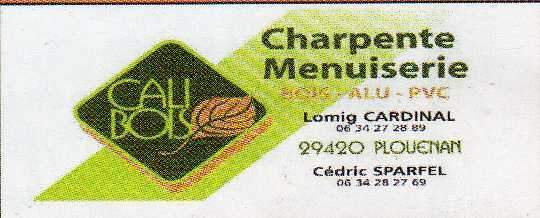 CALI
BOIS
Charpente
Menuiserie
BOIS - ALU - PVC
Lomig CARDINAL
06 34 27 28 89
29420 PLOUENAN
Cédric SPARFEL
06 34 28 27 69